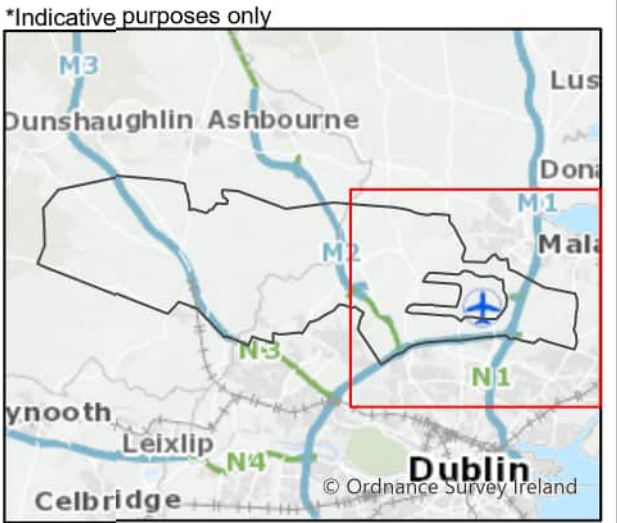 *Indicative purposes only
M3
Lus
Dunshaughlin Ashbourne
Dona
M1
M2
Mala
N3
N1
ynooth
Leixlip
N4
Dublin
© Ordnance Survey Ireland
Celbridge